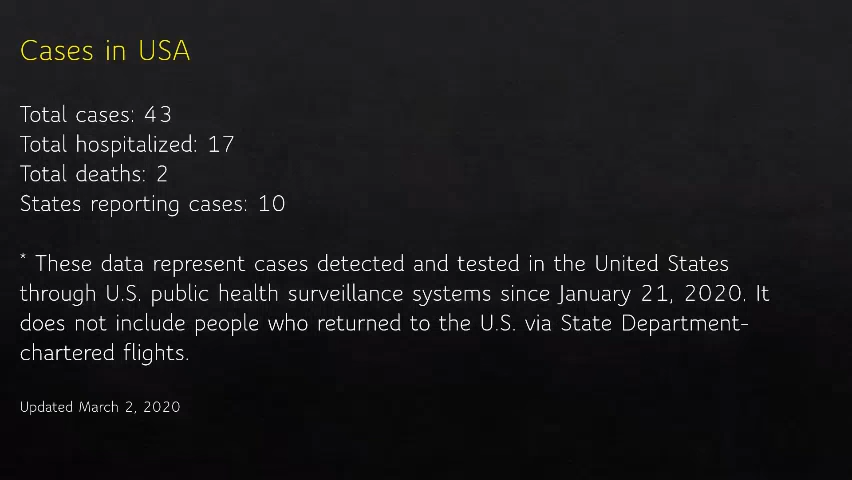 Cases in USA
Total cases: 43
Total hospitalized: 17
Total deaths: 2
States reporting cases: 10
* These data represent cases detected and tested in the United States
through U.S. public health surveillance systems since January 21, 2020. It
does not include people who returned to the U.S. via State Department-
chartered flights.
Updated March 2, 2020